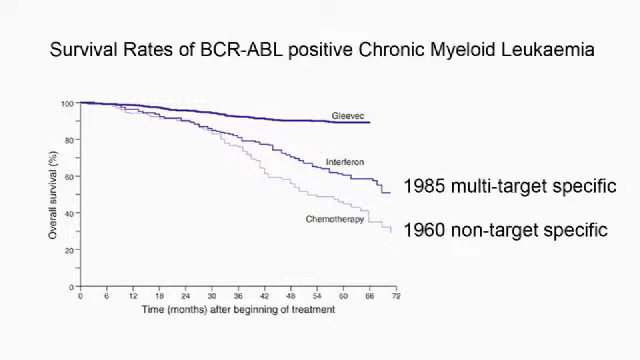 Survival Rates of BCR-ABL positive Chronic Myeloid Leukaemia
100
80
60
40
20
0
Overall survival (%)
Gleevec
Interferon
Chemotherapy
1985 multi-target specific
1960 non-target specific
0 6 12 18 24 30 36 42 48 54 60 66 72
Time (months) after beginning of treatment